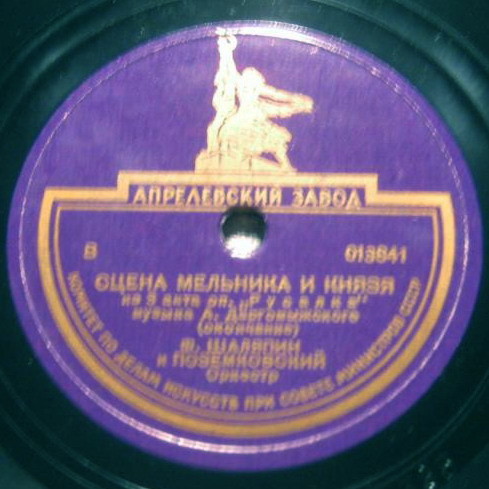 АПРЕЛЕВСКИЙ ЗАВОД
В 013641
СЦЕНА МЕЛЬНИКА И КНЯЗЯ
из 3 акта оп. „Русалка"
музыка А. Даргомыжского
(окончание)
Ф. ШАЛЯПИН
и ПОЗЕМКОВСКИЙ
Оркестр
КОМИТЕТ ПО ДЕЛАМ ИСКУССТВ ПРИ СОВЕТЕ МИНИСТРОВ СССР